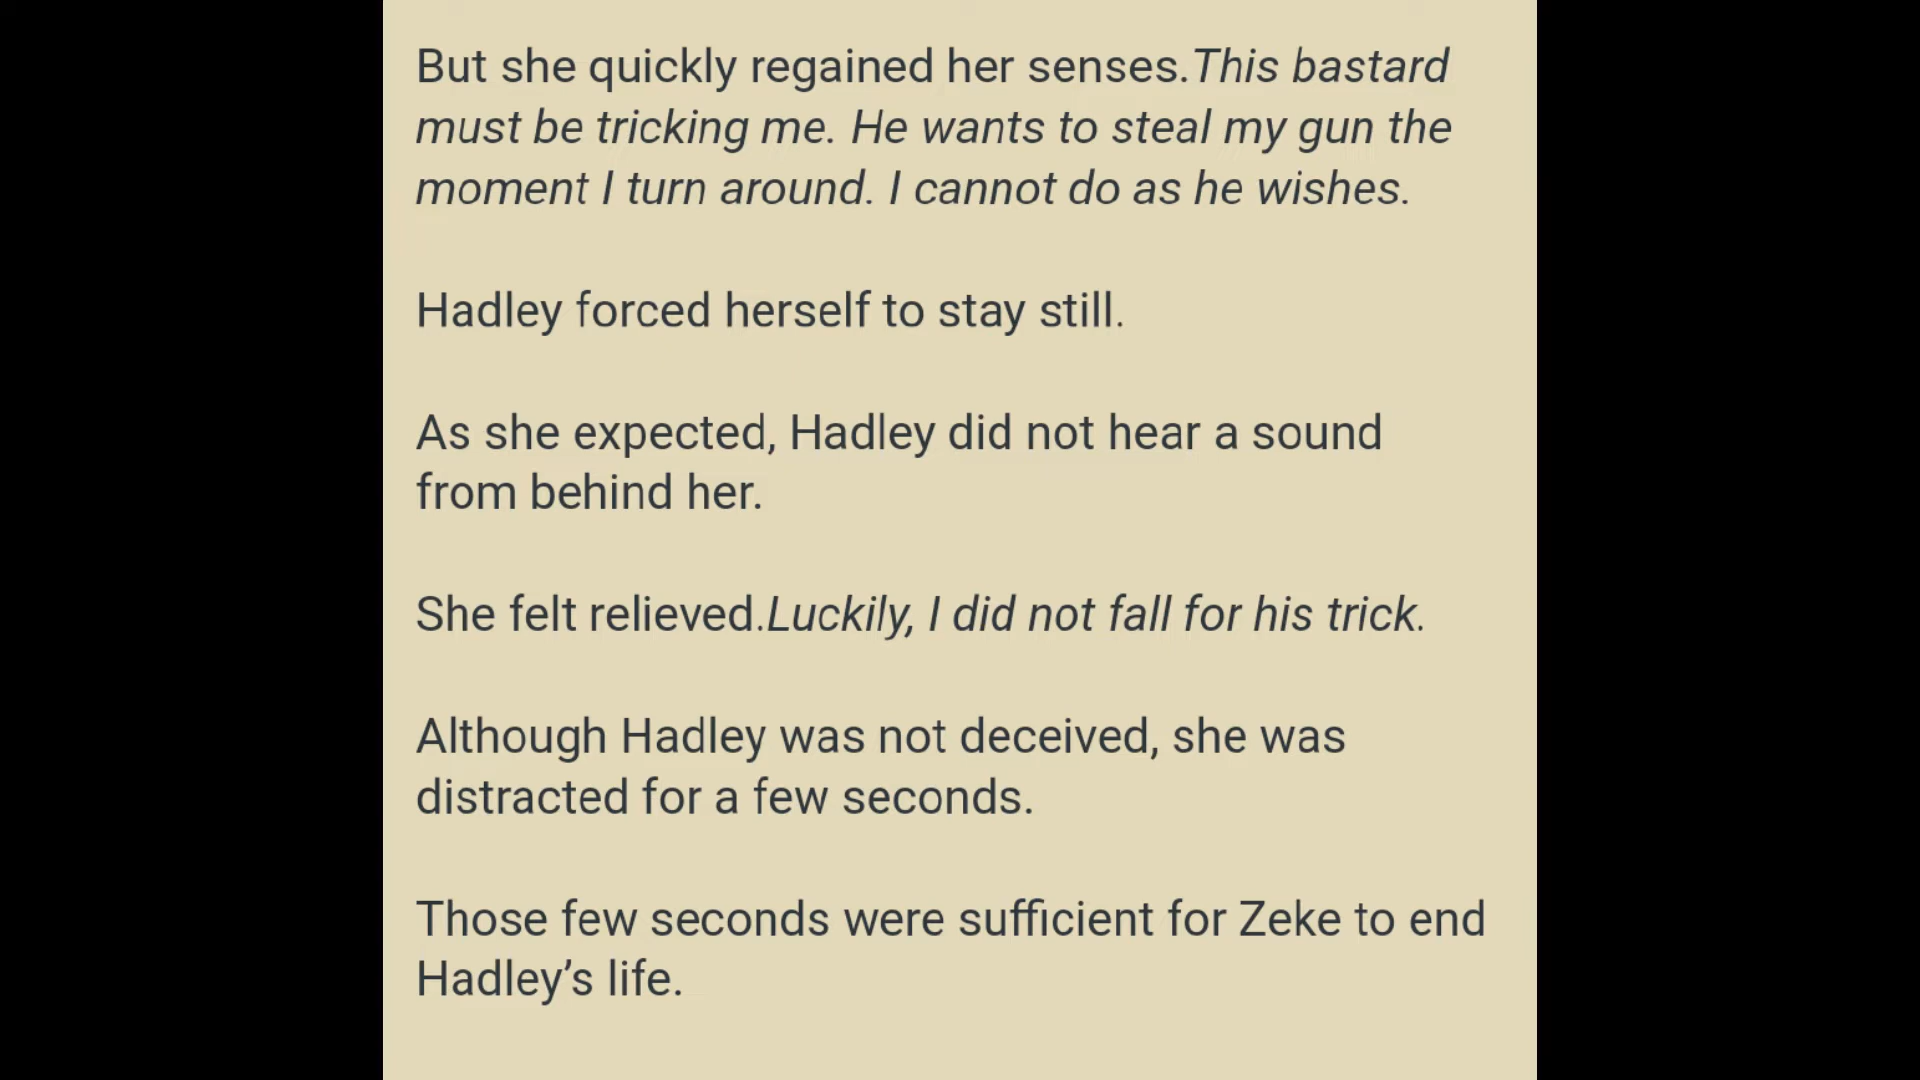 But she quickly regained her senses.This bastard
must be tricking me. He wants to steal my gun the
moment I turn around. I cannot do as he wishes.
Hadley forced herself to stay still.
As she expected, Hadley did not hear a sound
from behind her.
She felt relieved.Luckily, I did not fall for his trick.
Although Hadley was not deceived, she was
distracted for a few seconds.
Those few seconds were sufficient for Zeke to end
Hadley’s life.